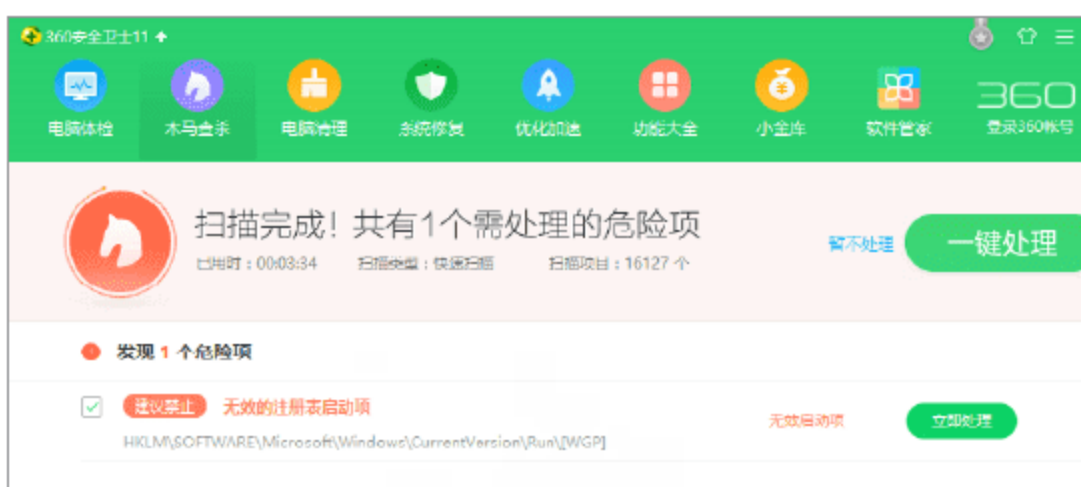 360安全卫士11
电脑体检 木马查杀 电脑清理 系统修复 优化加速 功能大全 小金库 软件管家 360
登录360帐号
扫描完成！共有1个需处理的危险项
暂不处理 一键处理
已用时：00:03:34 扫描类型：快速扫描 扫描项目：16127 个
发现 1 个危险项
建议禁止 无效的注册表启动项
无效启动项 立即处理
HKLM\SOFTWARE\Microsoft\Windows\CurrentVersion\Run\[WGP]